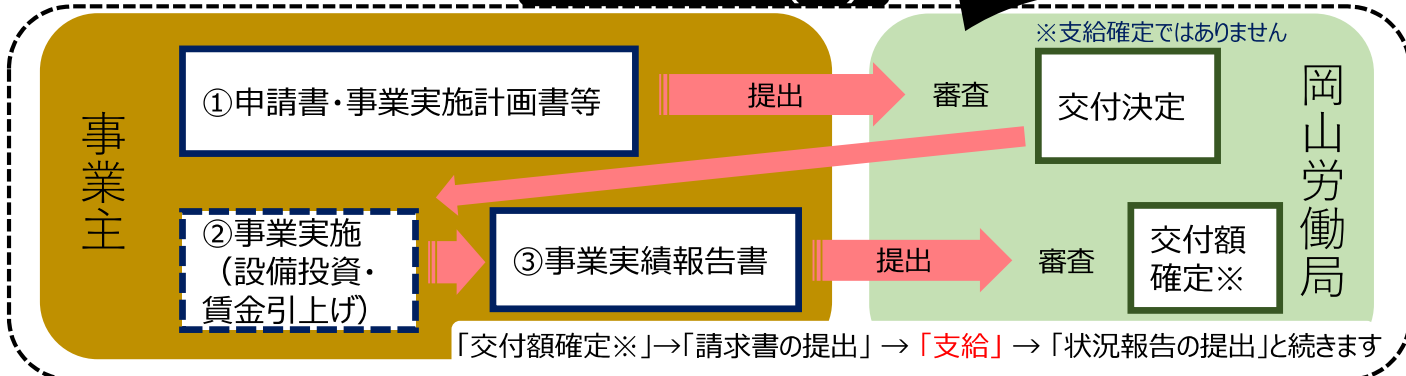 ※支給確定ではありません
事業主
①申請書・事業実施計画書等
提出
審査
交付決定
岡山労働局
②事業実施
（設備投資・
賃金引上げ）
③事業実績報告書
提出
審査
交付額
確定※
「交付額確定※」→「請求書の提出」→「支給」→「状況報告の提出」と続きます